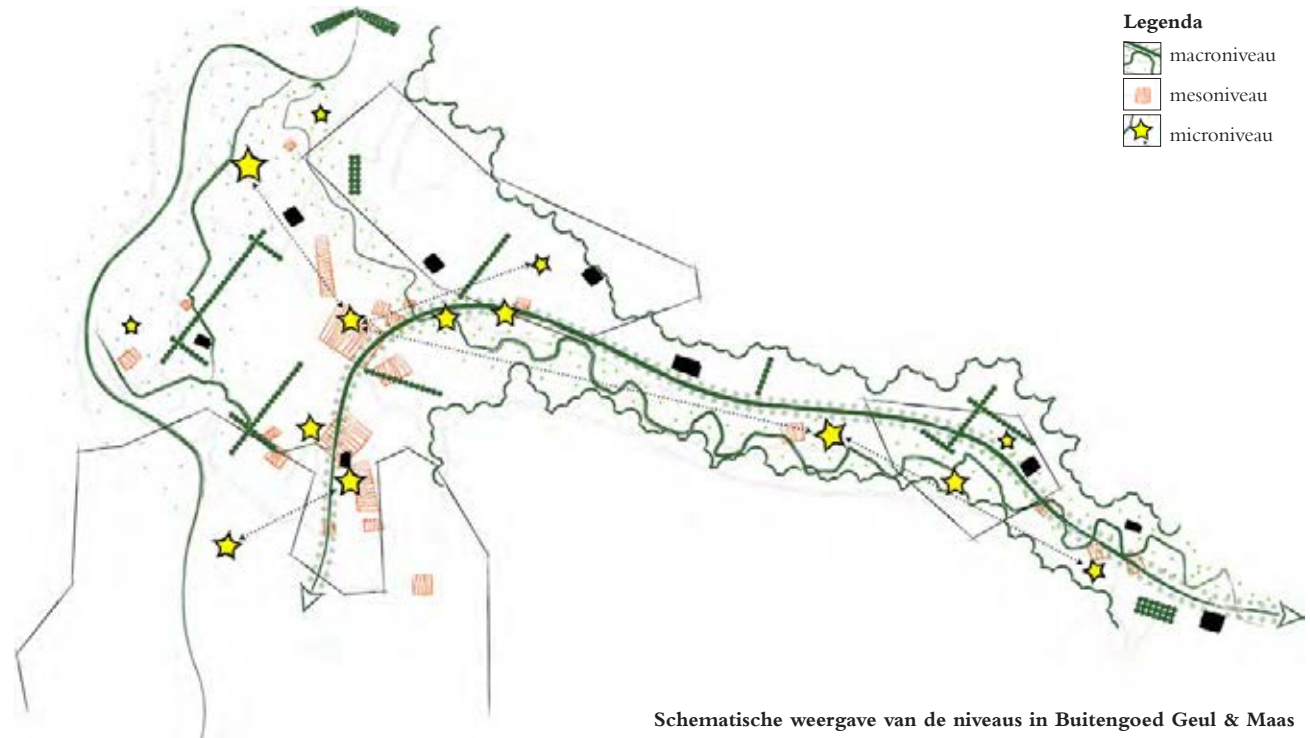 Legenda
macroniveau
mesoniveau
microniveau
Schematische weergave van de niveaus in Buitengoed Geul & Maas